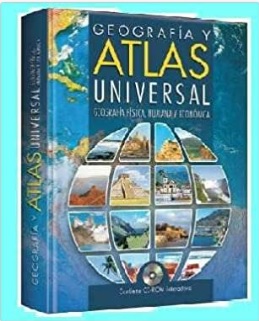 GEOGRAFÍA Y
ATLAS
UNIVERSAL
GEOGRAFÍA FÍSICA, HUMANA Y ECONÓMICA
Contiene CD-ROM Interactivo
GEOGRAFÍA Y
ATLAS
UNIVERSAL